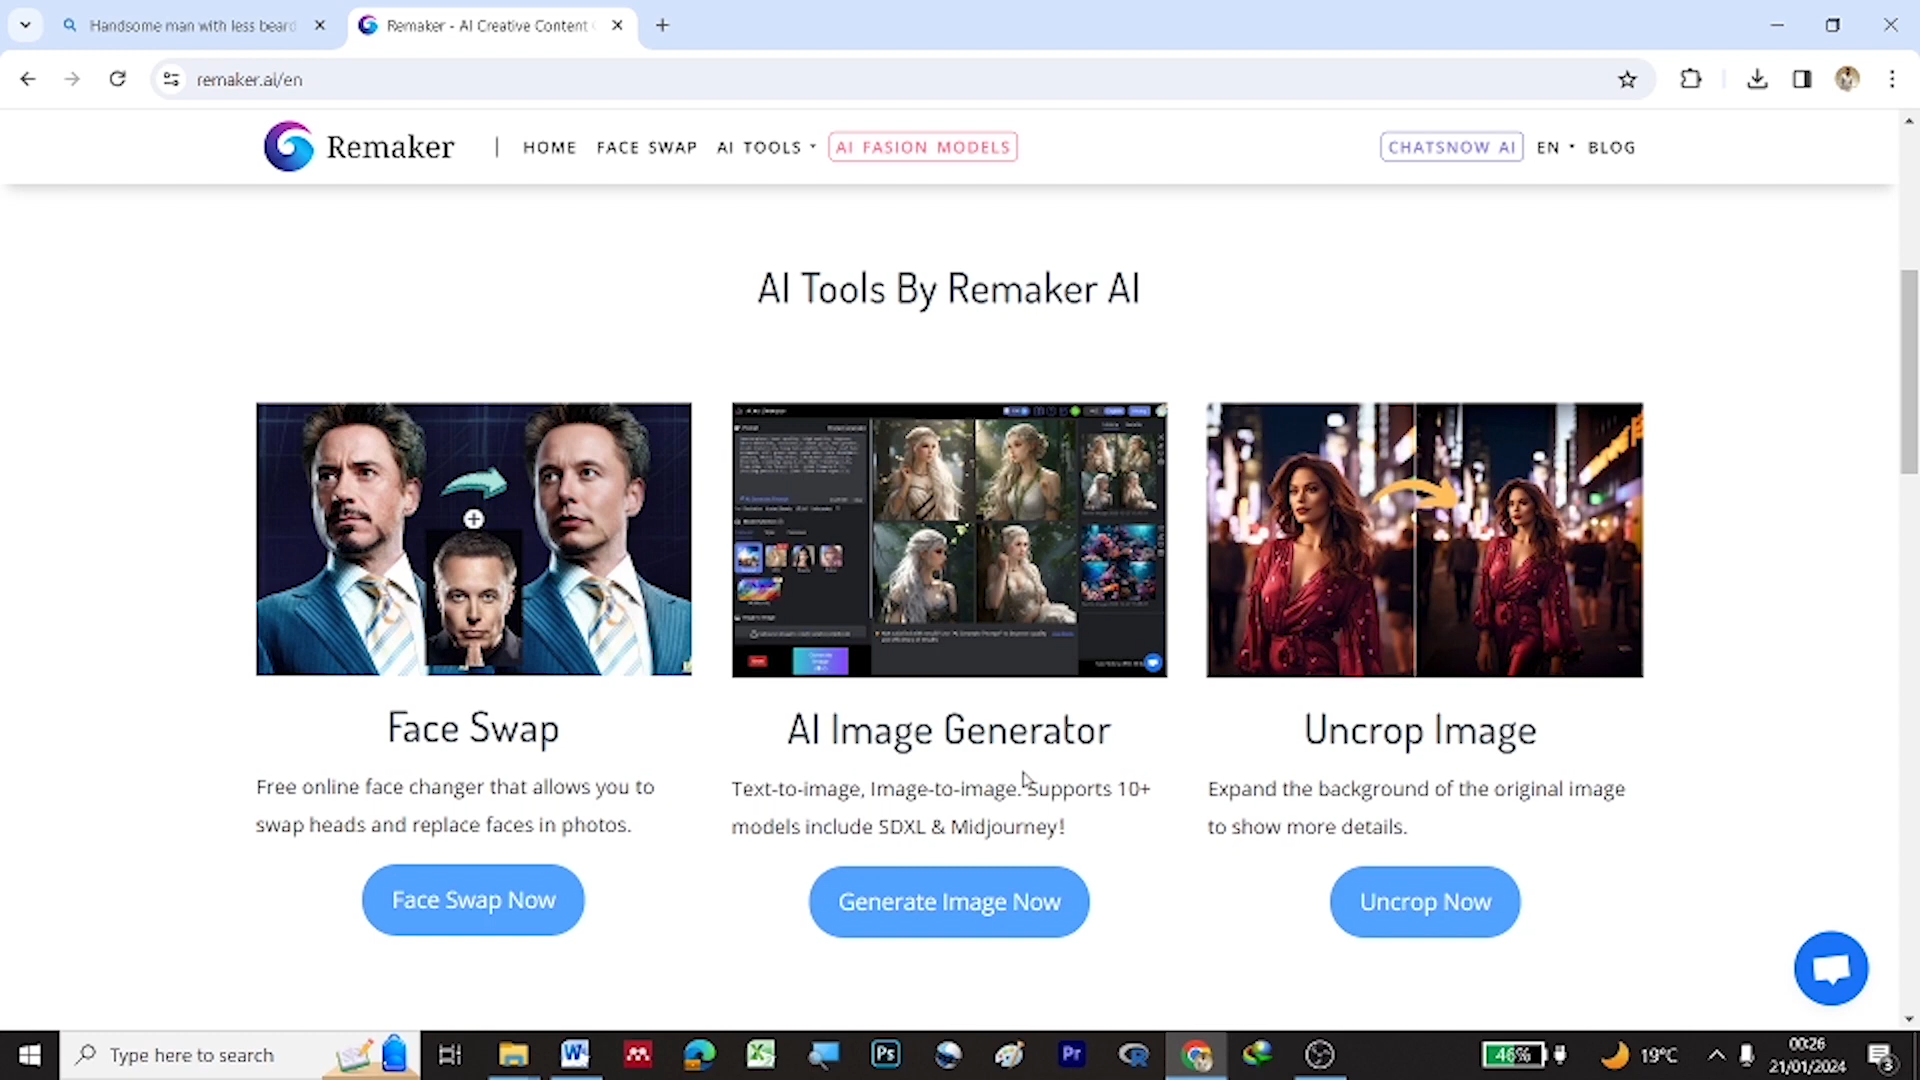 Handsome man with less beard
Remaker - AI Creative Content
remaker.ai/en
Remaker
HOME
FACE SWAP
AI TOOLS
AI FASION MODELS
CHATSNOW AI
EN
BLOG
AI Tools By Remaker AI
Face Swap
Free online face changer that allows you to
swap heads and replace faces in photos.
Face Swap Now
AI Image Generator
Text-to-image, Image-to-image. Supports 10+
models include SDXL & Midjourney!
Generate Image Now
Uncrop Image
Expand the background of the original image
to show more details.
Uncrop Now
Type here to search
W
Ps
Pr
R
46%
19°C
00:26
21/01/2024
3